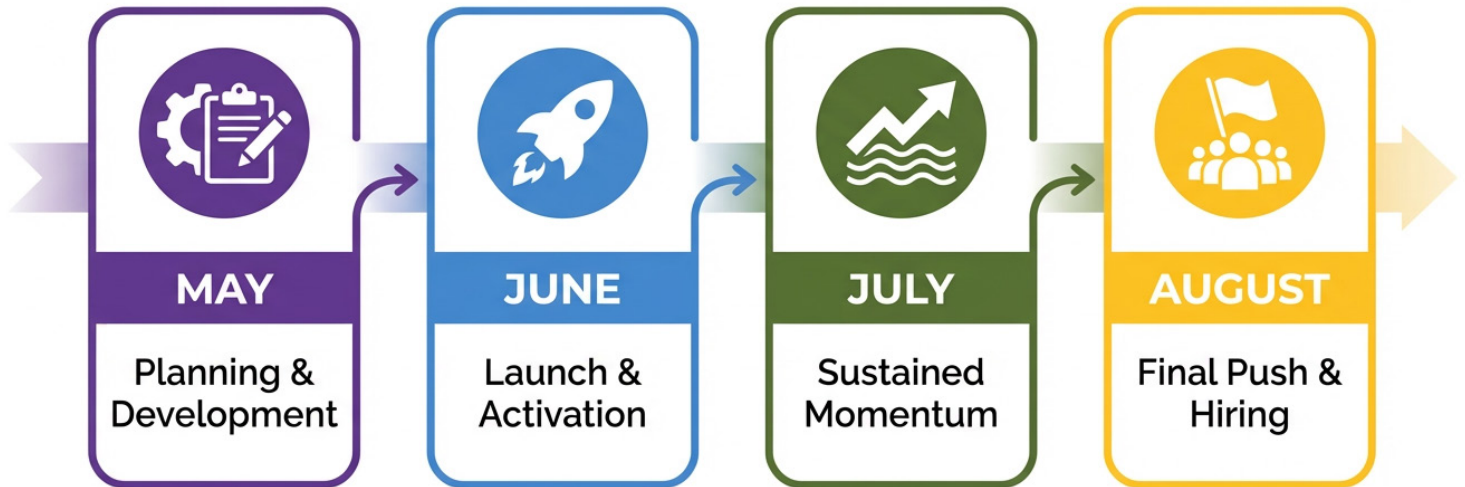 MAY
Planning &
Development
JUNE
Launch &
Activation
JULY
Sustained
Momentum
AUGUST
Final Push &
Hiring